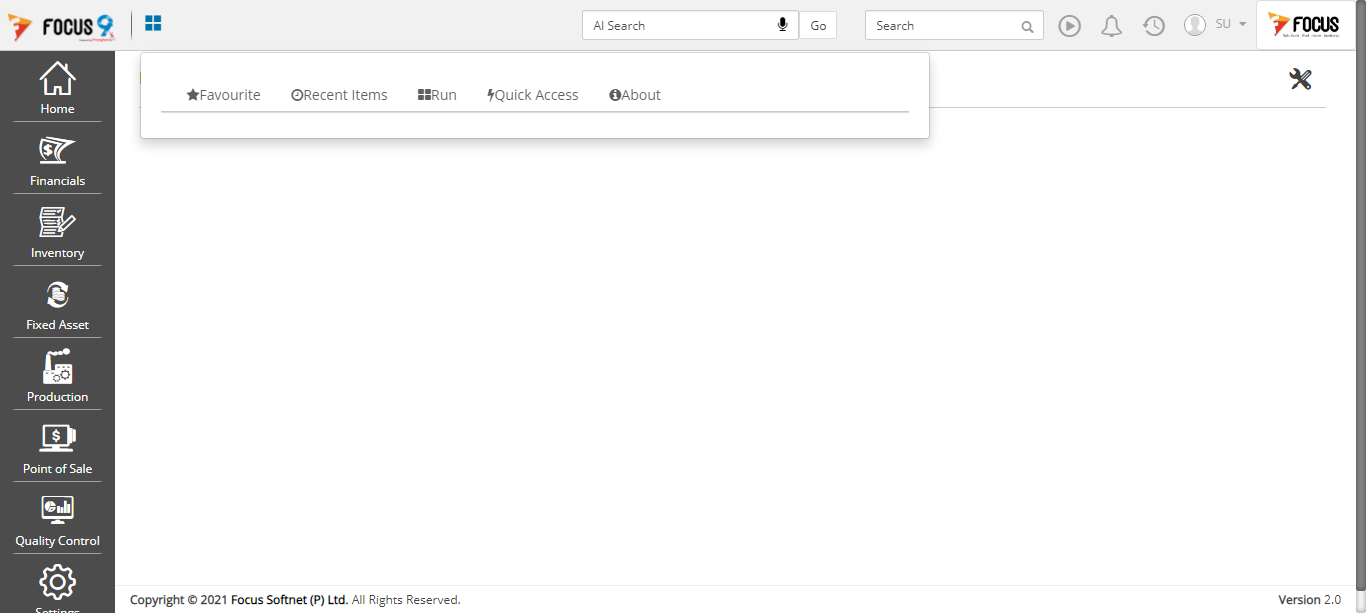 FOCUS 9
AI Search
Go
Search
SU
FOCUS
Favourite
Recent Items
Run
Quick Access
About
Home
Financials
Inventory
Fixed Asset
Production
Point of Sale
Quality Control
Settings
Copyright © 2021 Focus Softnet (P) Ltd. All Rights Reserved.
Version 2.0